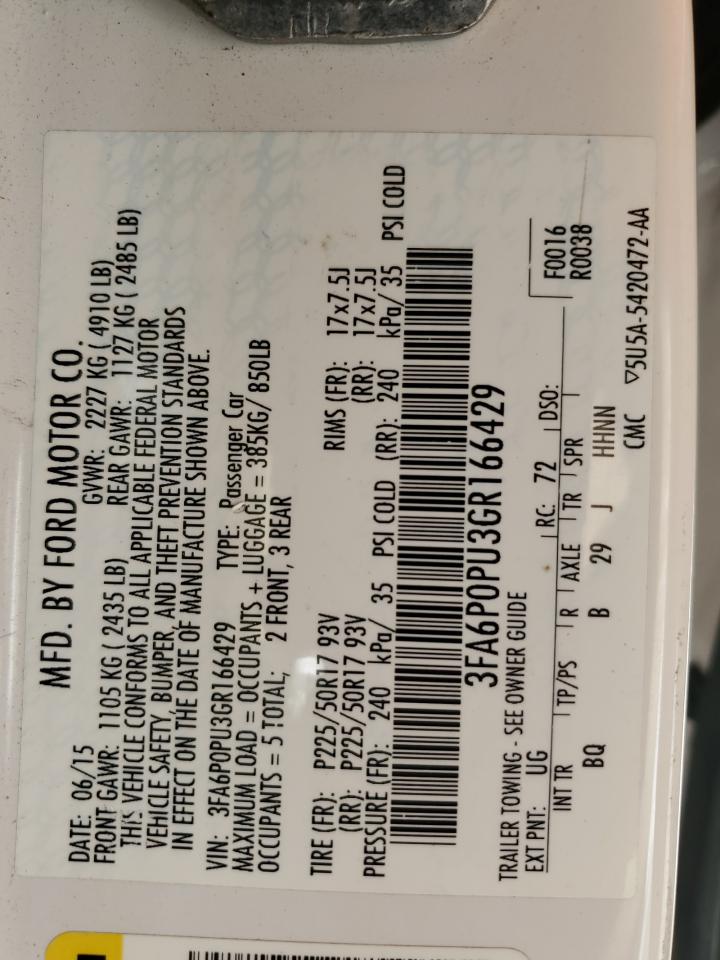 MFD. BY FORD MOTOR CO.
DATE: 06/15 GVWR: 2227 KG ( 4910 LB)
FRONT GAWR: 1105 KG ( 2435 LB) REAR GAWR: 1127 KG ( 2485 LB)
THIS VEHICLE CONFORMS TO ALL APPLICABLE FEDERAL MOTOR
VEHICLE SAFETY, BUMPER, AND THEFT PREVENTION STANDARDS
IN EFFECT ON THE DATE OF MANUFACTURE SHOWN ABOVE.
VIN: 3FA6P0PU3GR166429 TYPE: Passenger Car
MAXIMUM LOAD = OCCUPANTS + LUGGAGE = 385KG/ 850LB
OCCUPANTS = 5 TOTAL; 2 FRONT, 3 REAR
TIRE (FR): P225/50R17 93V RIMS (FR): 17x7.5J
(RR): P225/50R17 93V (RR): 17x7.5J
PRESSURE (FR): 240 kPa/ 35 PSI COLD (RR): 240 kPa/ 35 PSI COLD
3FA6P0PU3GR166429
TRAILER TOWING - SEE OWNER GUIDE
EXT PNT: UG RC: 72 DSO: F0016
R0038
INT TR TP/PS R AXLE TR SPR
BQ B 29 J HHNN
CMC ▽5U5A-5420472-AA